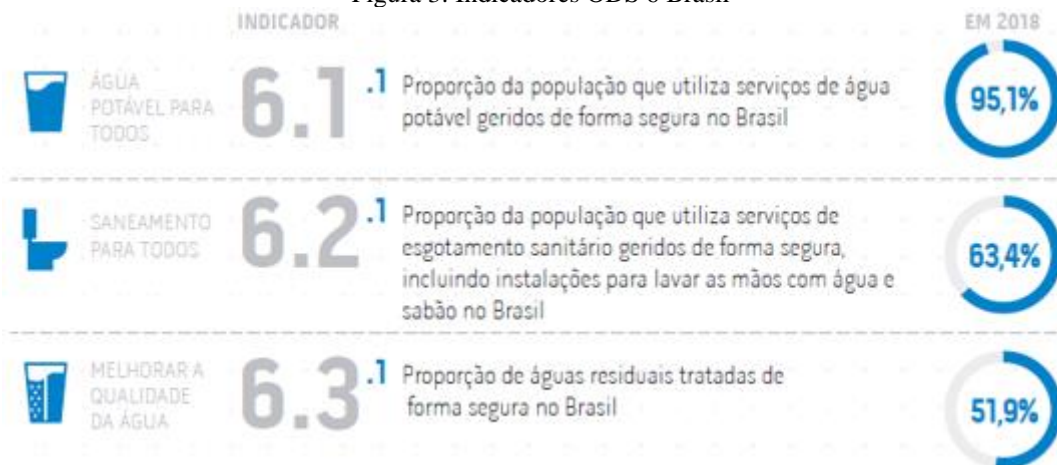 Figura 3. Indicadores ODS 6 Brasil
INDICADOR
EM 2018
ÁGUA
POTÁVEL PARA
TODOS
6.1.1
Proporção da população que utiliza serviços de água
potável geridos de forma segura no Brasil
95,1%
SANEAMENTO
PARA TODOS
6.2.1
Proporção da população que utiliza serviços de
esgotamento sanitário geridos de forma segura,
incluindo instalações para lavar as mãos com água e
sabão no Brasil
63,4%
MELHORAR A
QUALIDADE
DA ÁGUA
6.3.1
Proporção de águas residuais tratadas de
forma segura no Brasil
51,9%